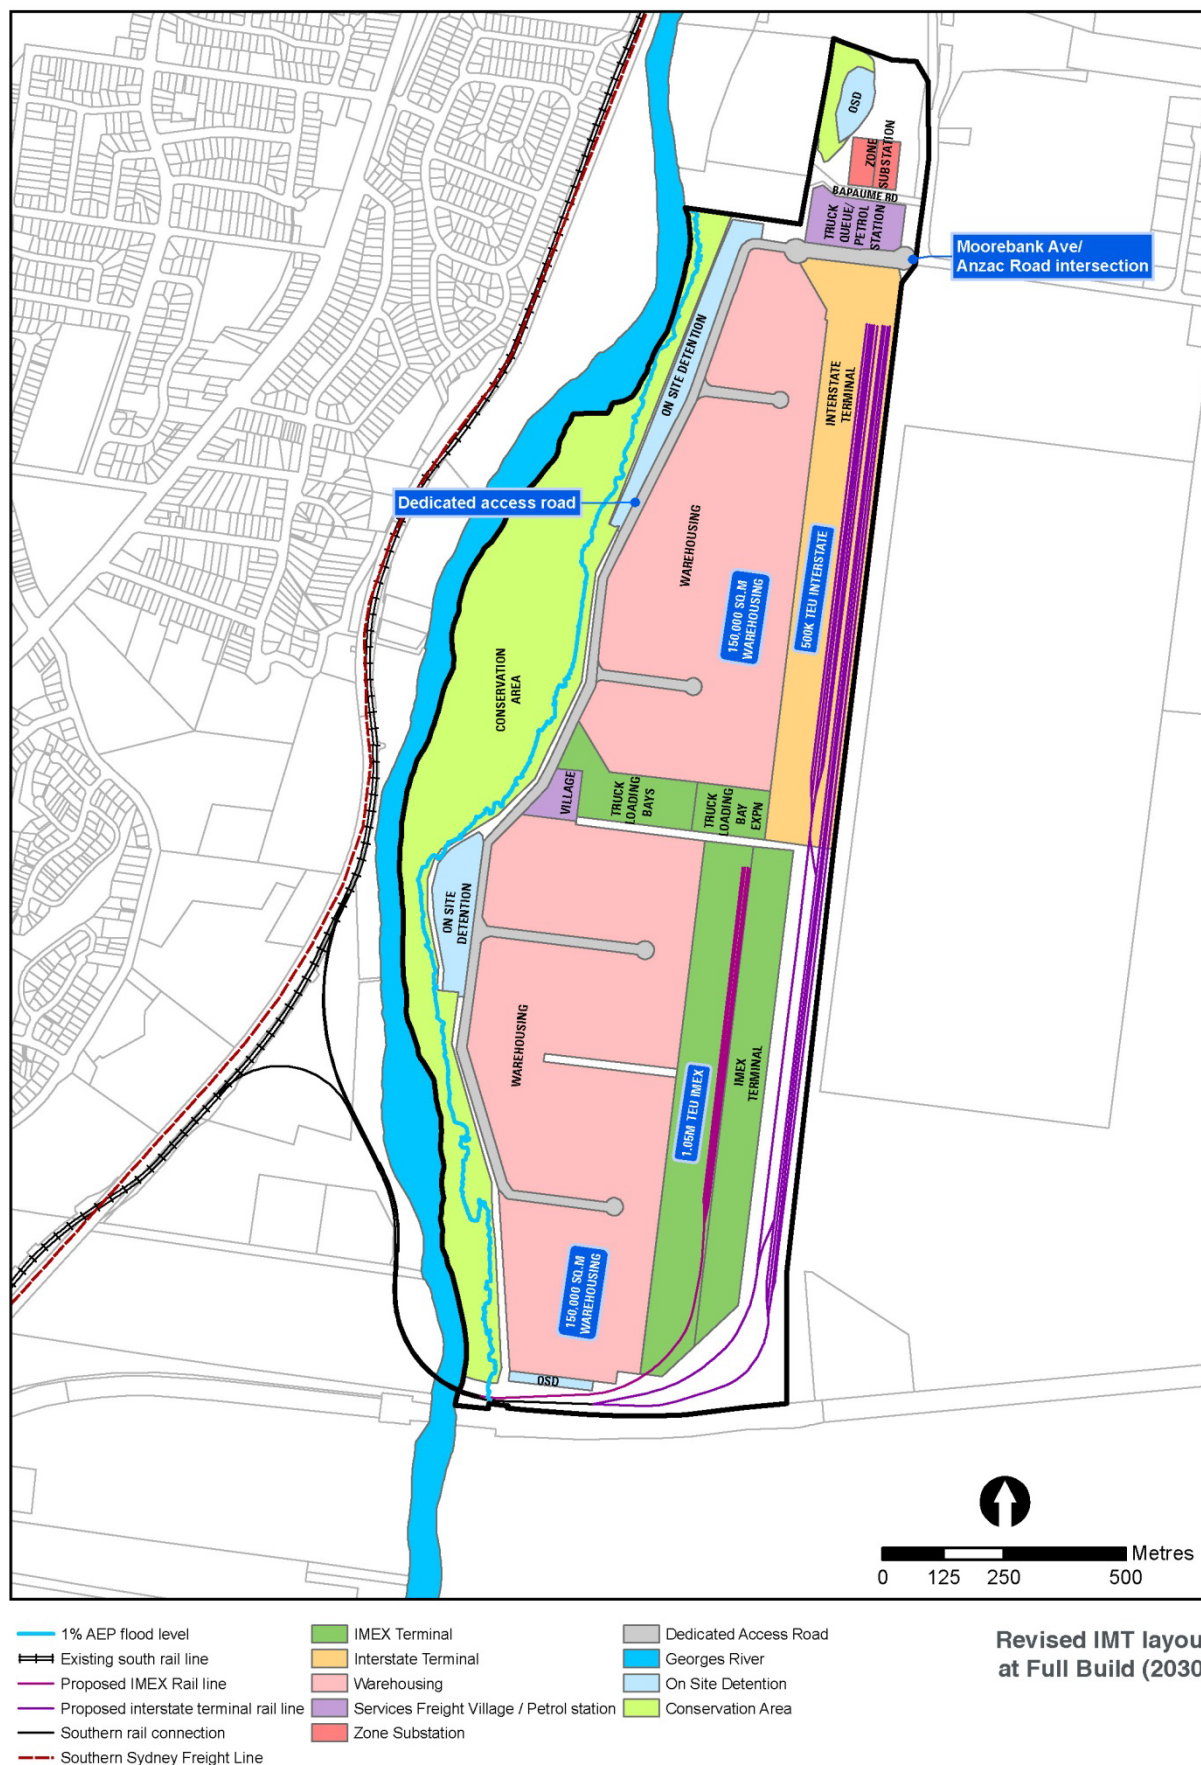 OSD
ZONE
SUBSTATION
BAPAUME RD
TRUCK
QUEUE/
PETROL
STATION
Moorebank Ave/
Anzac Road intersection
ON SITE DETENTION
INTERSTATE
TERMINAL
Dedicated access road
WAREHOUSING
150,000 SQ.M
WAREHOUSING
500K TEU INTERSTATE
CONSERVATION
AREA
VILLAGE
TRUCK
LOADING
BAYS
TRUCK
LOADING
BAY
EXPN
ON SITE
DETENTION
WAREHOUSING
1.05M TEU IMEX
IMEX
TERMINAL
150,000 SQ.M
WAREHOUSING
OSD
Metres
0 125 250 500
1% AEP flood level
Existing south rail line
Proposed IMEX Rail line
Proposed interstate terminal rail line
Southern rail connection
Southern Sydney Freight Line
IMEX Terminal
Interstate Terminal
Warehousing
Services Freight Village / Petrol station
Zone Substation
Dedicated Access Road
Georges River
On Site Detention
Conservation Area
Revised IMT layou
at Full Build (2030